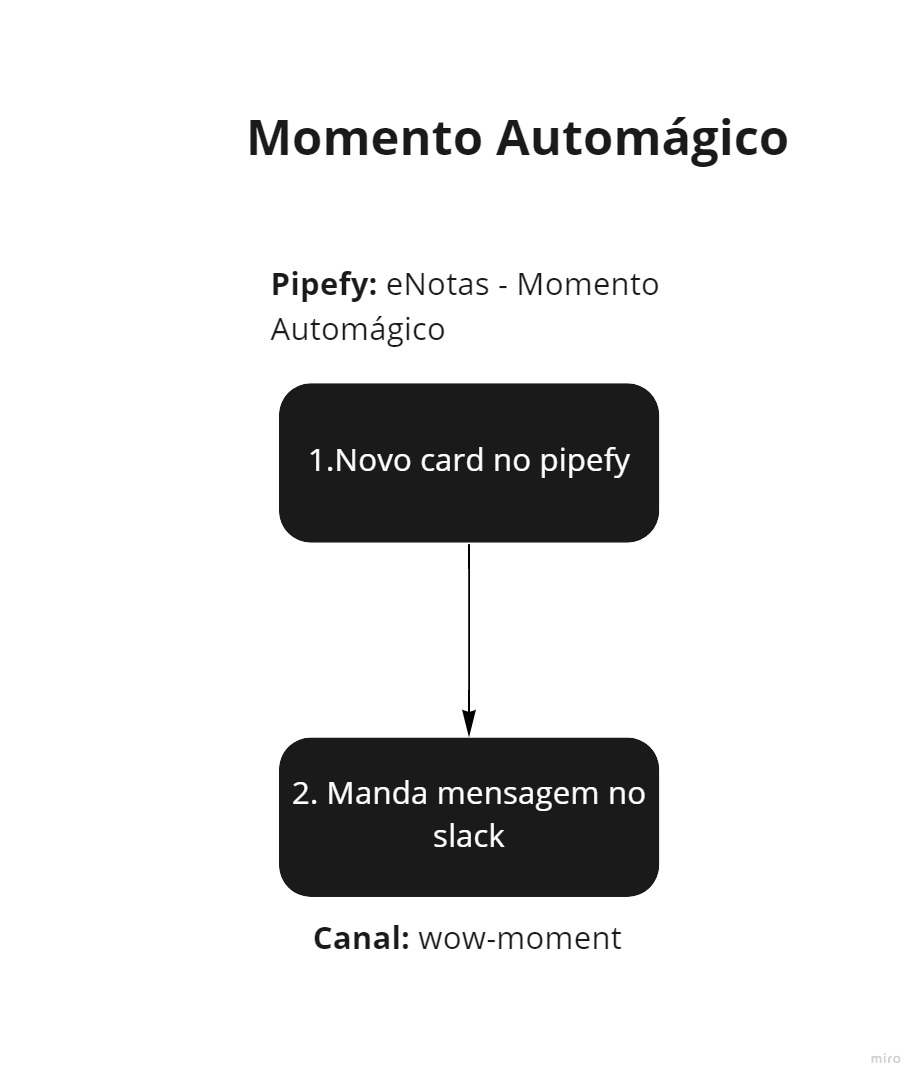 Momento Automágico
Pipefy: eNotas - Momento
Automágico
1.Novo card no pipefy
2. Manda mensagem no
slack
Canal: wow-moment
miro